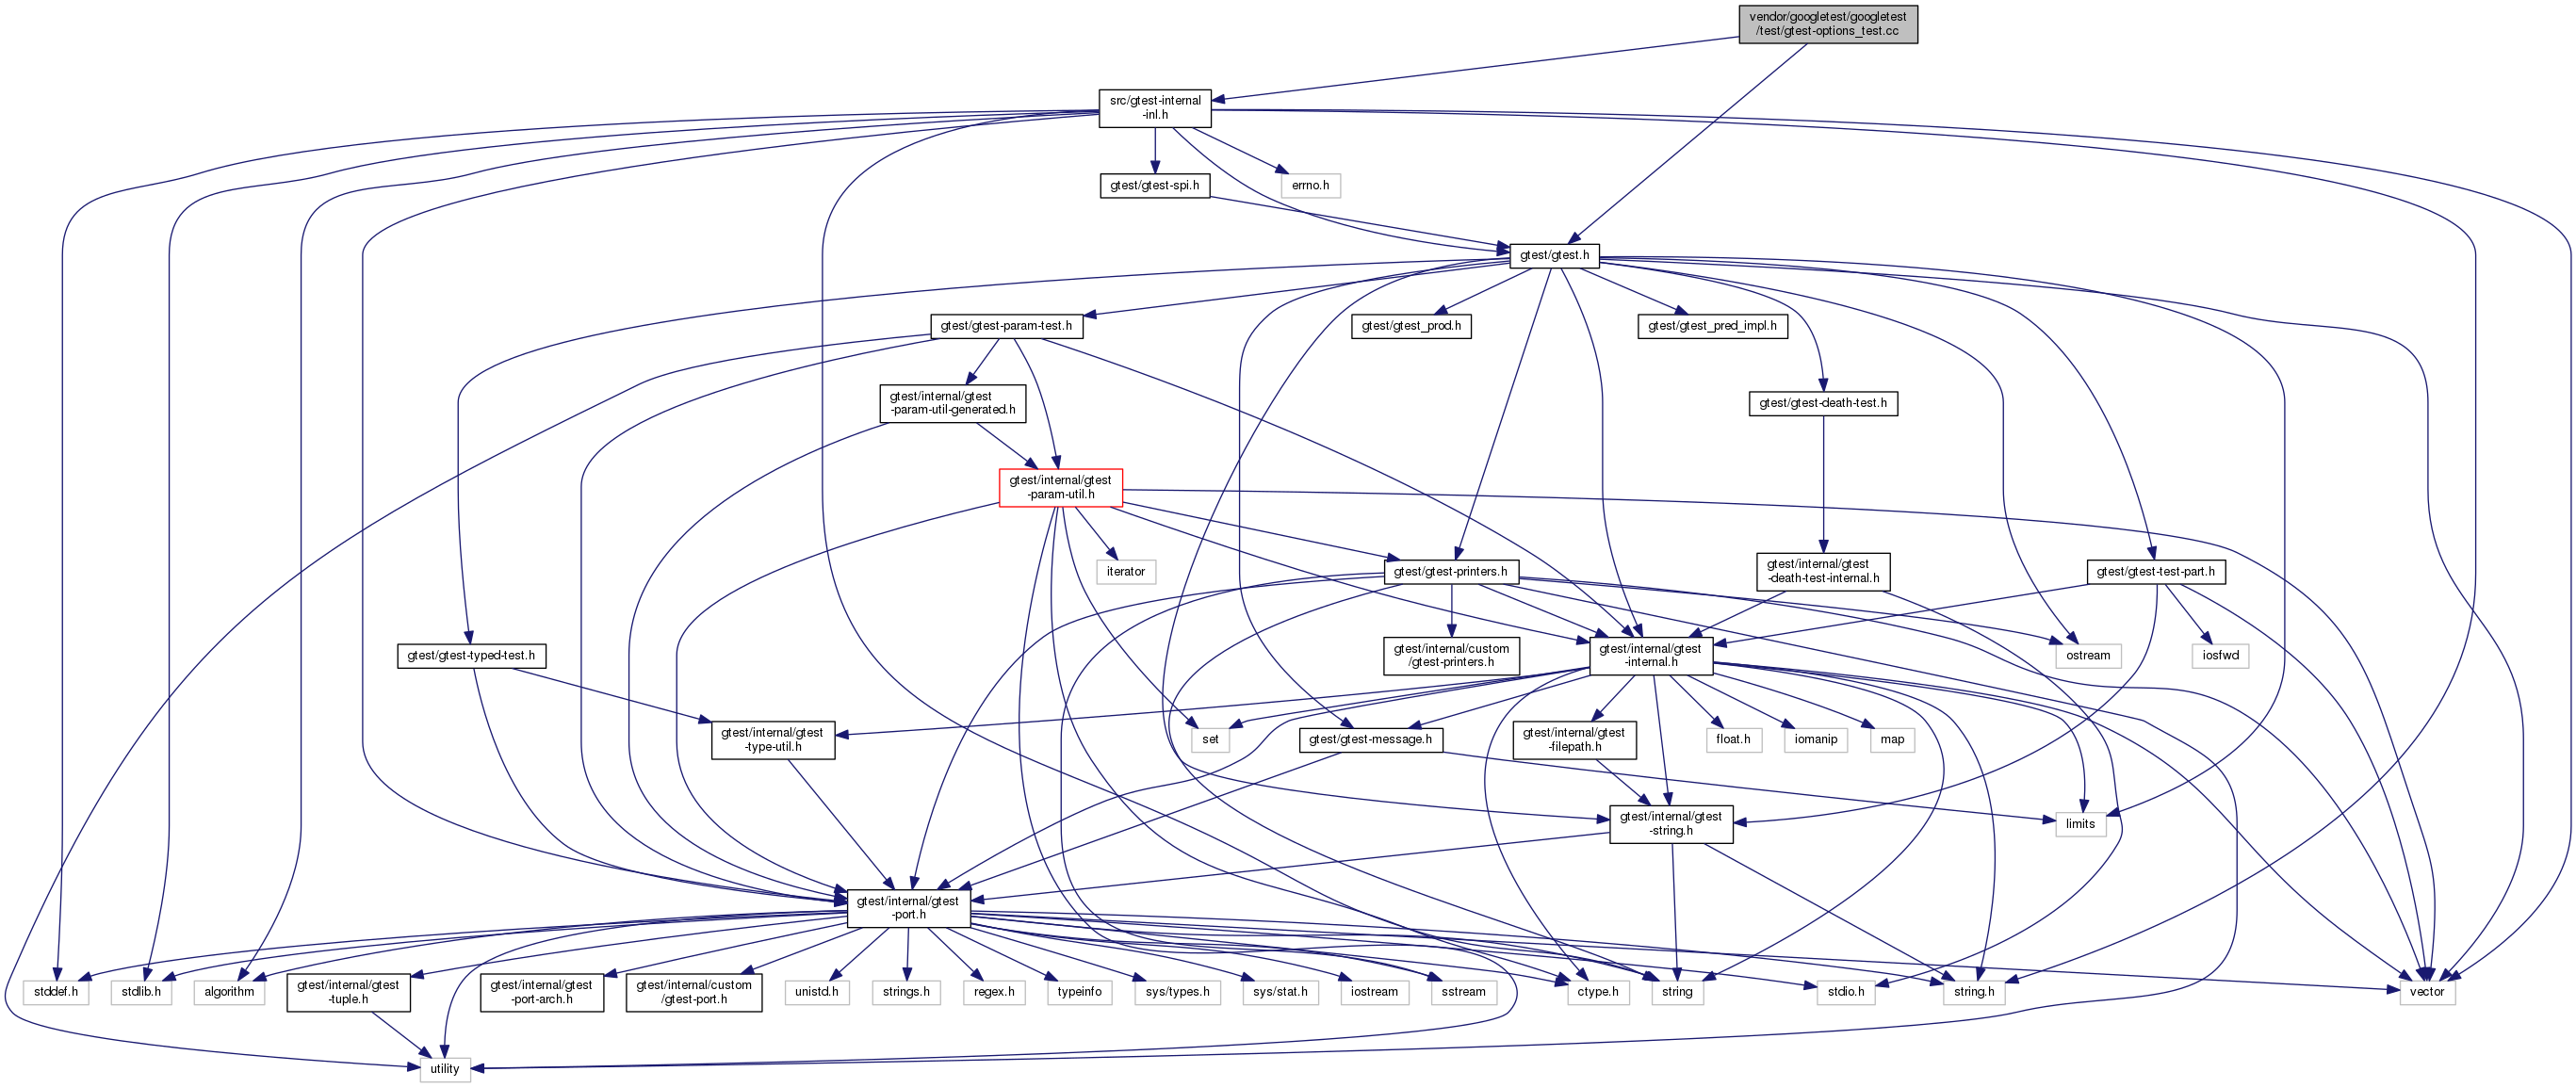 vendor/googletest/googletest
/test/gtest-options_test.cc
src/gtest-internal
-inl.h
gtest/gtest-spi.h
errno.h
gtest/gtest.h
gtest/gtest-param-test.h
gtest/gtest_prod.h
gtest/gtest_pred_impl.h
gtest/internal/gtest
-param-util-generated.h
gtest/gtest-death-test.h
gtest/internal/gtest
-param-util.h
iterator
gtest/gtest-printers.h
gtest/internal/gtest
-death-test-internal.h
gtest/gtest-test-part.h
gtest/gtest-typed-test.h
gtest/internal/custom
/gtest-printers.h
gtest/internal/gtest
-internal.h
ostream
iosfwd
gtest/internal/gtest
-type-util.h
set
gtest/gtest-message.h
gtest/internal/gtest
-filepath.h
float.h
iomanip
map
gtest/internal/gtest
-string.h
limits
gtest/internal/gtest
-port.h
stddef.h
stdlib.h
algorithm
gtest/internal/gtest
-tuple.h
gtest/internal/gtest
-port-arch.h
gtest/internal/custom
/gtest-port.h
unistd.h
strings.h
regex.h
typeinfo
sys/types.h
sys/stat.h
iostream
sstream
ctype.h
string
stdio.h
string.h
vector
utility